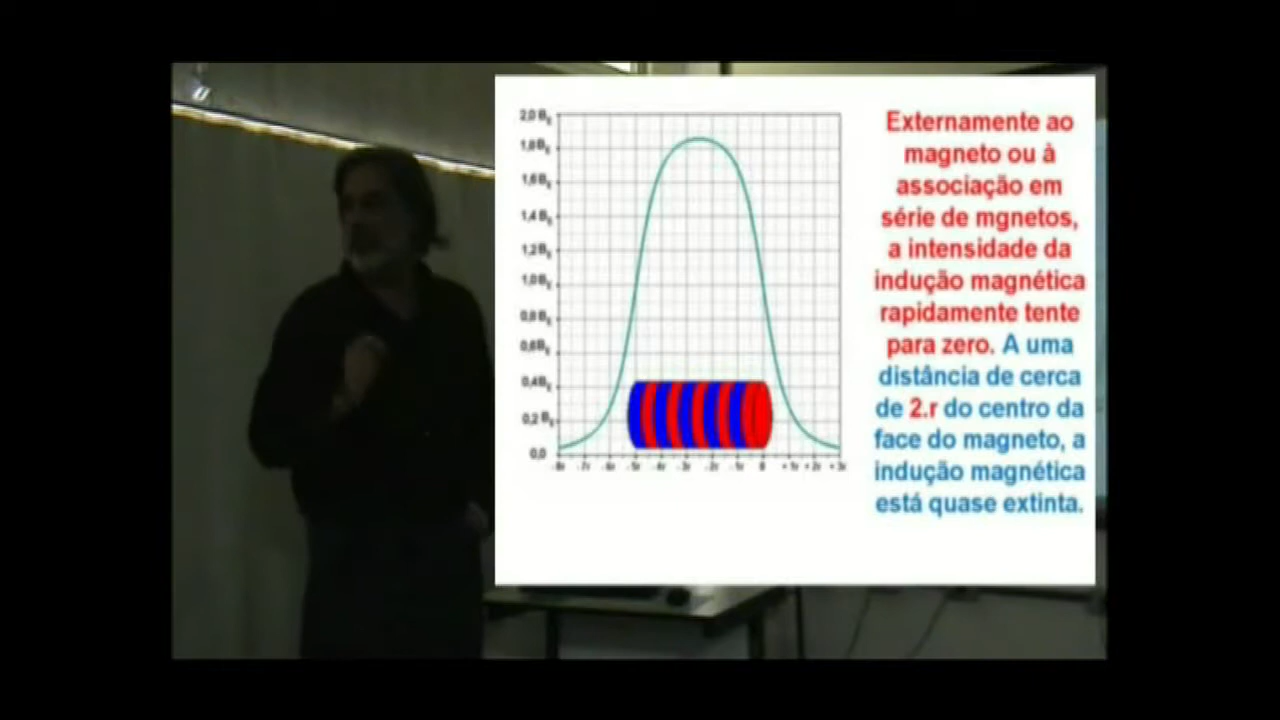 2,0 B
1,8 B
1,6 B
1,4 B
1,2 B
1,0 B
0,8 B
0,6 B
0,4 B
0,2 B
0,0
Externamente ao
magneto ou à
associação em
série de mgnetos,
a intensidade da
indução magnética
rapidamente tente
para zero. A uma
distância de cerca
de 2.r do centro da
face do magneto, a
indução magnética
está quase extinta.